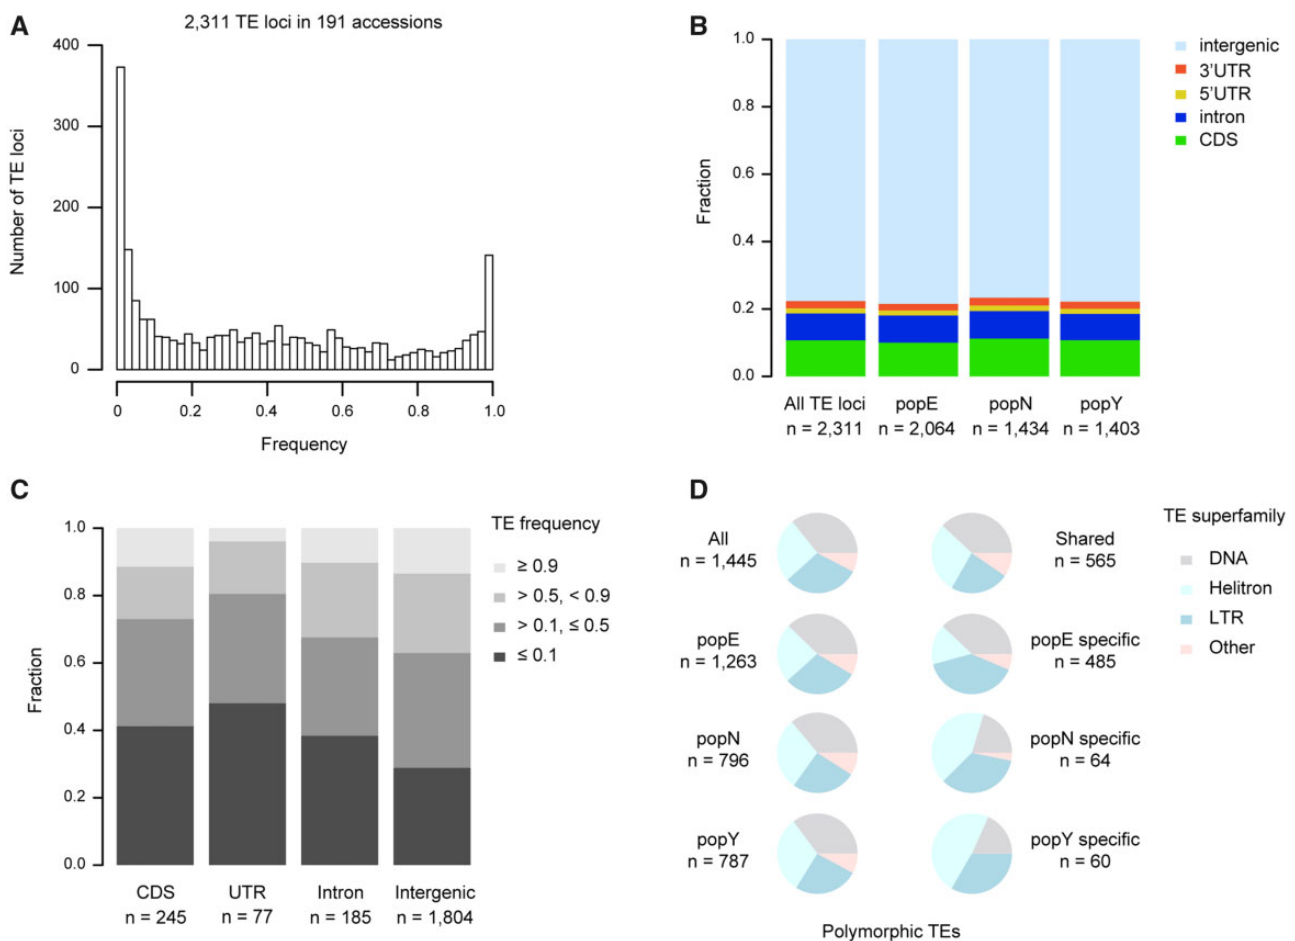 A
2,311 TE loci in 191 accessions
400
300
200
100
0
Number of TE loci
0 0.2 0.4 0.6 0.8 1.0
Frequency
B
1.0
0.8
0.6
0.4
0.2
0.0
Fraction
intergenic
3'UTR
5'UTR
intron
CDS
All TE loci popE popN popY
n = 2,311 n = 2,064 n = 1,434 n = 1,403
C
1.0
0.8
0.6
0.4
0.2
0.0
Fraction
TE frequency
≥ 0.9
> 0.5, < 0.9
> 0.1, ≤ 0.5
≤ 0.1
CDS UTR Intron Intergenic
n = 245 n = 77 n = 185 n = 1,804
D
All
n = 1,445
Shared
n = 565
popE
n = 1,263
popE specific
n = 485
popN
n = 796
popN specific
n = 64
popY
n = 787
popY specific
n = 60
TE superfamily
DNA
Helitron
LTR
Other
Polymorphic TEs